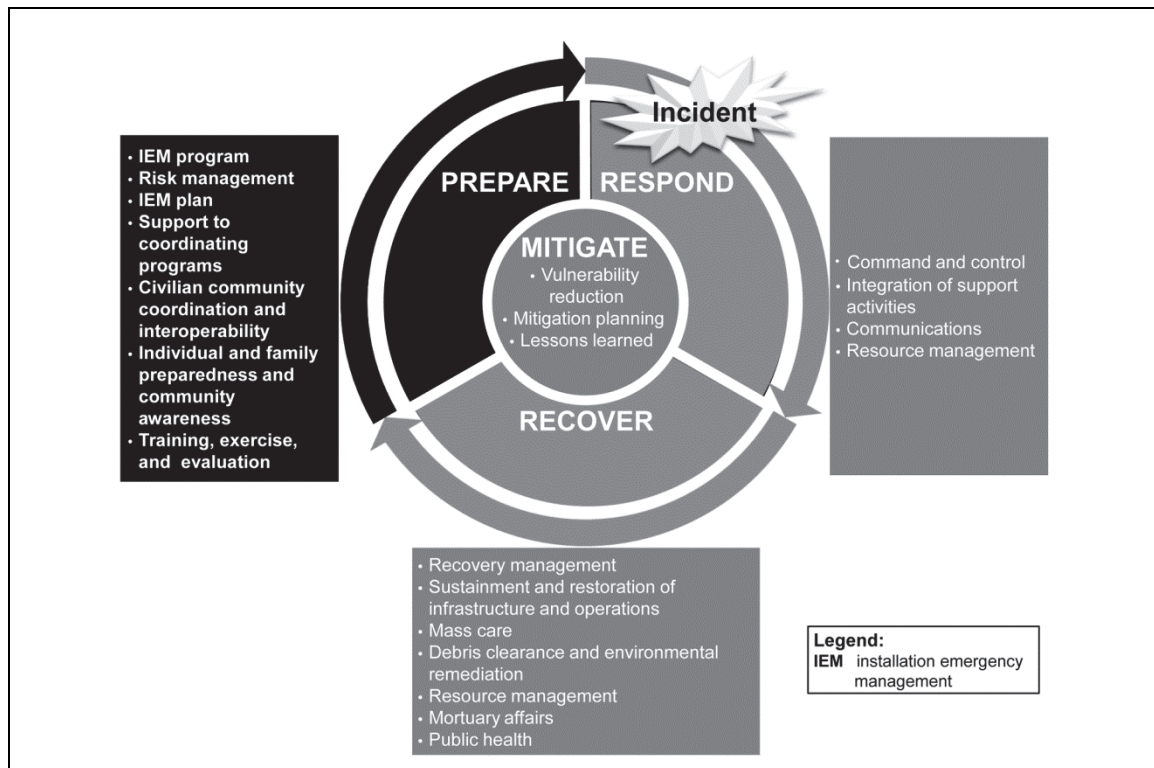 Incident
PREPARE
RESPOND
• IEM program
• Risk management
• IEM plan
• Support to
coordinating
programs
• Civilian community
coordination and
interoperability
• Individual and family
preparedness and
community
awareness
• Training, exercise,
and evaluation
MITIGATE
• Vulnerability
reduction
• Mitigation planning
• Lessons learned
• Command and control
• Integration of support
activities
• Communications
• Resource management
RECOVER
• Recovery management
• Sustainment and restoration of
infrastructure and operations
• Mass care
• Debris clearance and environmental
remediation
• Resource management
• Mortuary affairs
• Public health
Legend:
IEM installation emergency
management